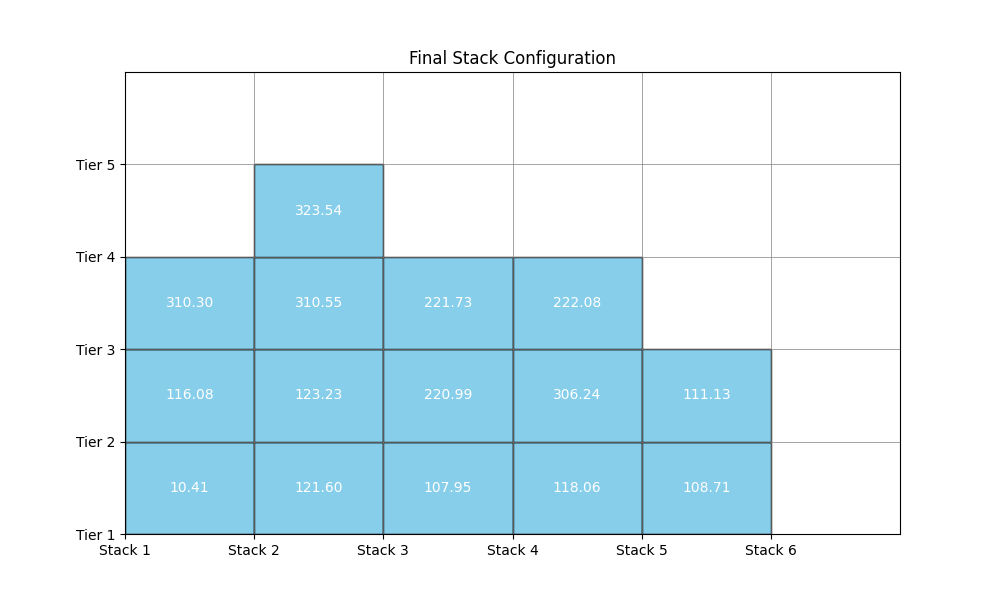 Final Stack Configuration
Tier 5
323.54
Tier 4
310.30 310.55 221.73 222.08
Tier 3
116.08 123.23 220.99 306.24 111.13
Tier 2
10.41 121.60 107.95 118.06 108.71
Tier 1
Stack 1 Stack 2 Stack 3 Stack 4 Stack 5 Stack 6